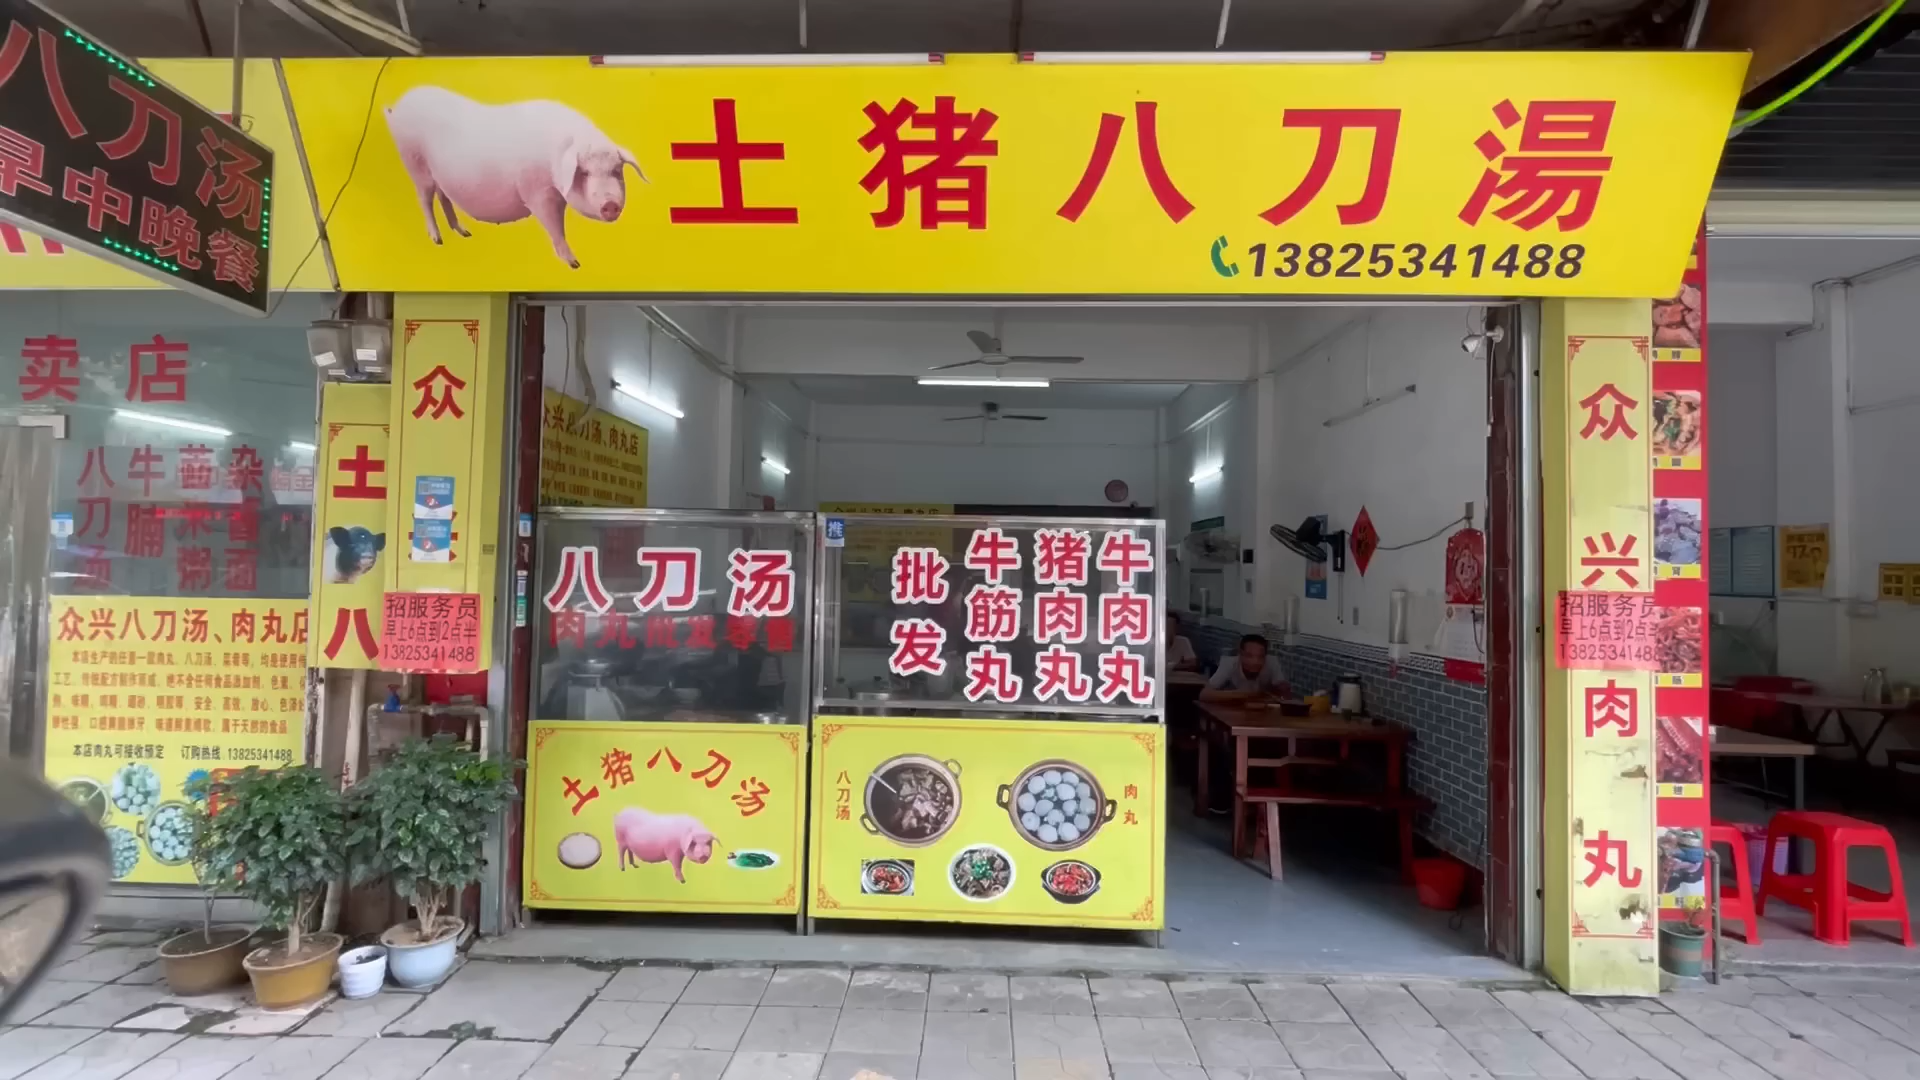 八刀汤
早中晚餐
土猪八刀湯
13825341488
卖店
八刀汤
牛腩
杂酱面
众兴八刀汤、肉丸店
本店肉丸可接收预定 订购热线 13825341488
土
八
众
招服务员
早上6点到2点半
13825341488
众兴八刀汤、肉丸店
八刀汤
肉丸批发零售
土猪八刀汤
推
批发
牛筋丸
猪肉丸
牛肉丸
八刀汤
肉丸
众兴肉丸
招服务员
早上6点到2点半
13825341488